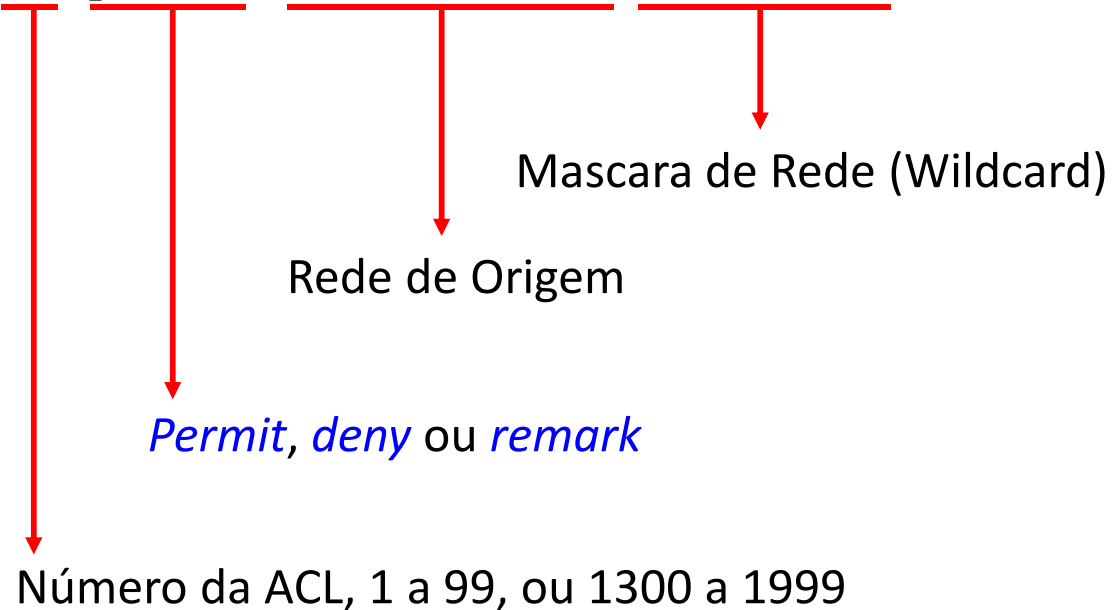 Mascara de Rede (Wildcard)
Rede de Origem
Permit, deny ou remark
Número da ACL, 1 a 99, ou 1300 a 1999